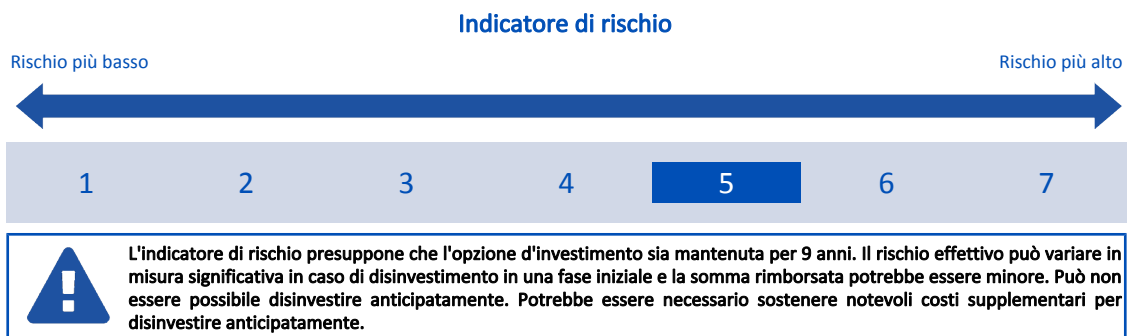 Indicatore di rischio
Rischio più basso Rischio più alto
1 2 3 4 5 6 7
L'indicatore di rischio presuppone che l'opzione d'investimento sia mantenuta per 9 anni. Il rischio effettivo può variare in
misura significativa in caso di disinvestimento in una fase iniziale e la somma rimborsata potrebbe essere minore. Può non
essere possibile disinvestire anticipatamente. Potrebbe essere necessario sostenere notevoli costi supplementari per
disinvestire anticipatamente.